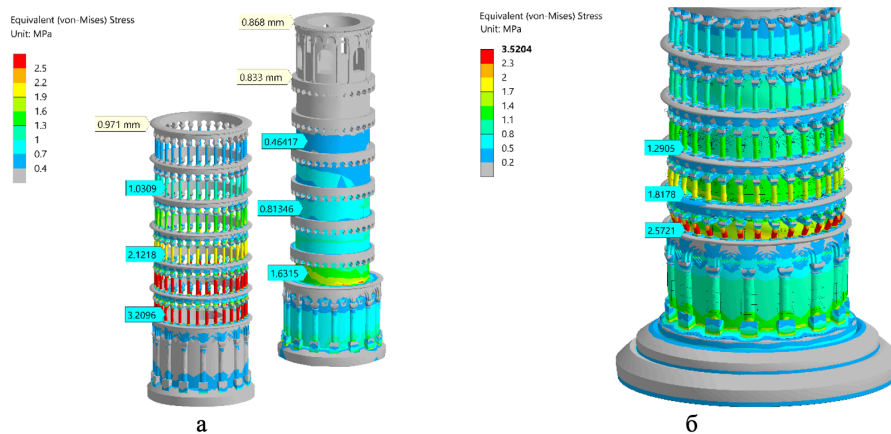 Equivalent (von-Mises) Stress
Unit: MPa
2.5
2.2
1.9
1.6
1.3
1
0.7
0.4
0.868 mm
0.833 mm
0.971 mm
0.46417
1.0309
0.81346
2.1218
1.6315
3.2096
а
Equivalent (von-Mises) Stress
Unit: MPa
3.5204
2.3
2
1.7
1.4
1.1
0.8
0.5
0.2
1.2905
1.8178
2.5721
б